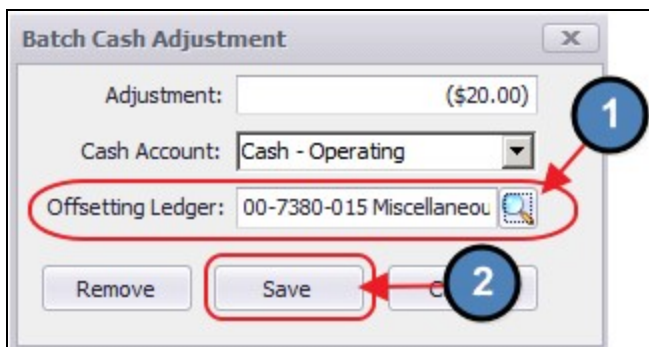 Batch Cash Adjustment
Adjustment: ($20.00)
1
Cash Account: Cash - Operating
Offsetting Ledger: 00-7380-015 Miscellaneou
Remove Save 2